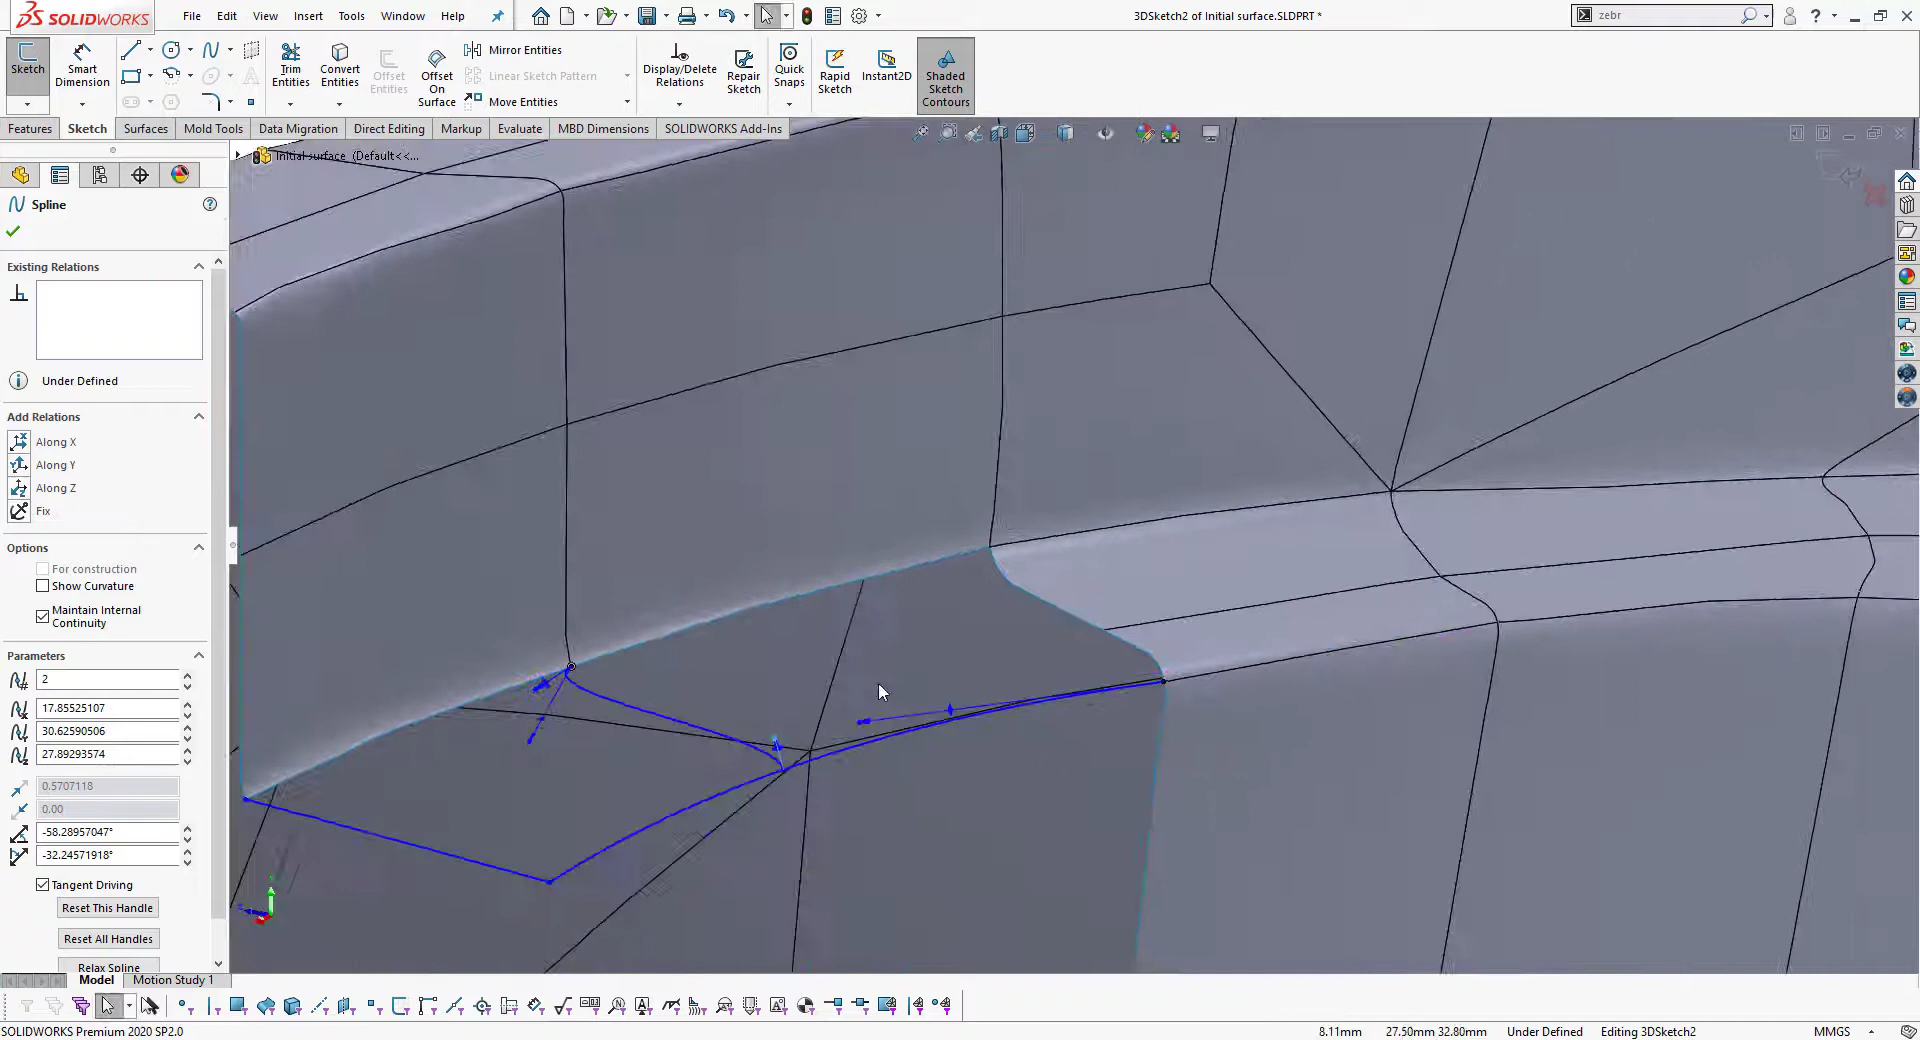 SOLIDWORKS File Edit View Insert Tools Window Help 3DSketch2 of Initial surface.SLDPRT * zebr
Sketch Smart Dimension Trim Entities Convert Entities Offset Entities Offset On Surface Mirror Entities Linear Sketch Pattern Move Entities Display/Delete Relations Repair Sketch Quick Snaps Rapid Sketch Instant2D Shaded Sketch Contours
Features Sketch Surfaces Mold Tools Data Migration Direct Editing Markup Evaluate MBD Dimensions SOLIDWORKS Add-Ins
Initial surface (Default<<...
Spline
Existing Relations
Under Defined
Add Relations
Along X
Along Y
Along Z
Fix
Options
For construction
Show Curvature
Maintain Internal
Continuity
Parameters
2
17.85525107
30.62590506
27.89293574
0.5707118
0.00
-58.28957047°
-32.24571918°
Tangent Driving
Reset This Handle
Reset All Handles
Relax Spline
Model Motion Study 1
SOLIDWORKS Premium 2020 SP2.0 8.11mm 27.50mm 32.80mm Under Defined Editing 3DSketch2 MMGS